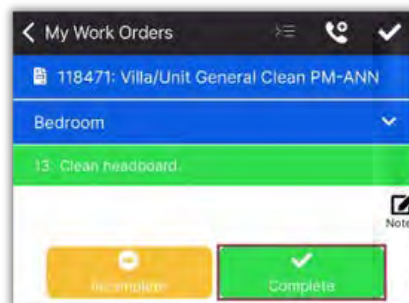 My Work Orders
118471: Villa/Unit General Clean PM-ANN
Bedroom
13: Clean headboard.
Note
Incomplete
Complete